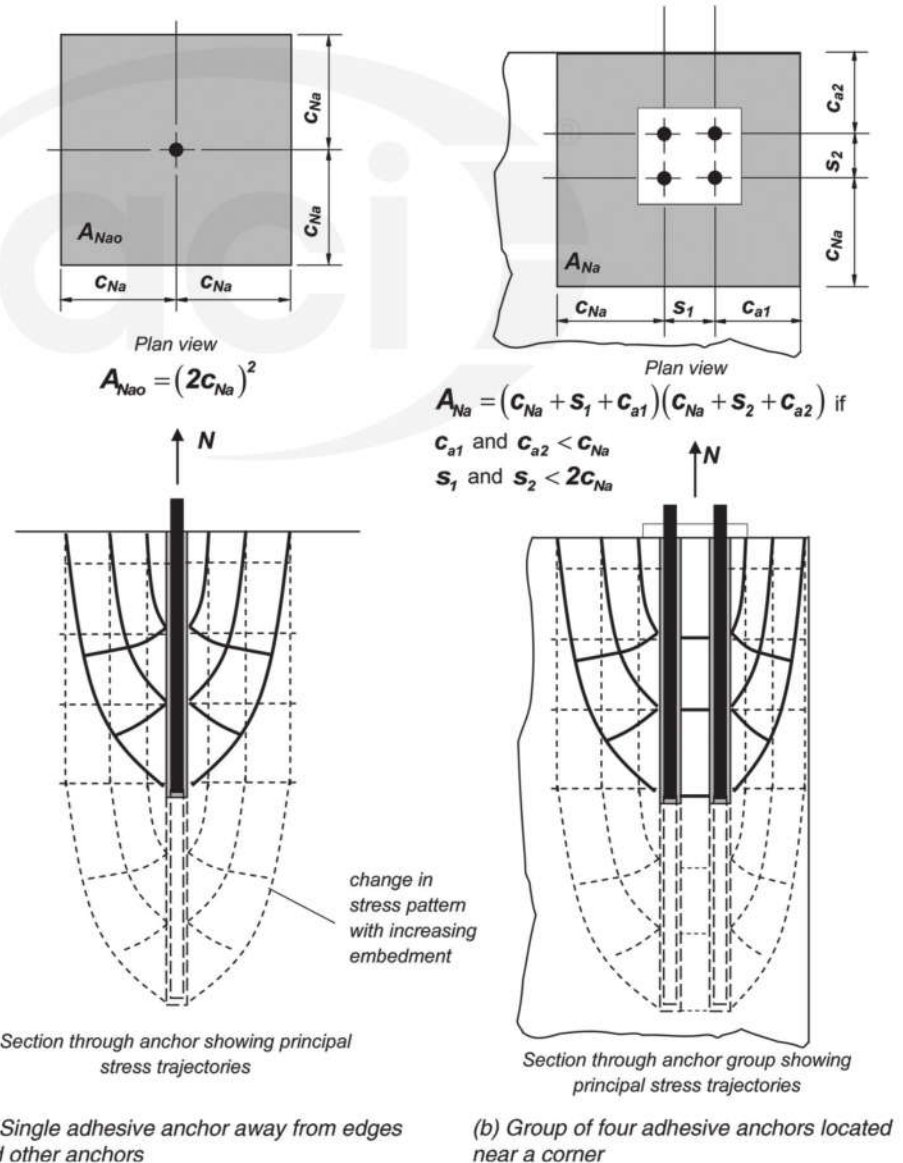 c_Na
c_Na
A_Nao
c_Na c_Na
Plan view
A_Nao = (2c_Na)^2
c_a2
s_2
c_Na
A_Na
c_Na s_1 c_a1
Plan view
A_Na = (c_Na + s_1 + c_a1)(c_Na + s_2 + c_a2) if
c_a1 and c_a2 < c_Na
s_1 and s_2 < 2c_Na
N
N
change in
stress pattern
with increasing
embedment
Section through anchor showing principal
stress trajectories
Section through anchor group showing
principal stress trajectories
Single adhesive anchor away from edges
other anchors
(b) Group of four adhesive anchors located
near a corner
aci
®